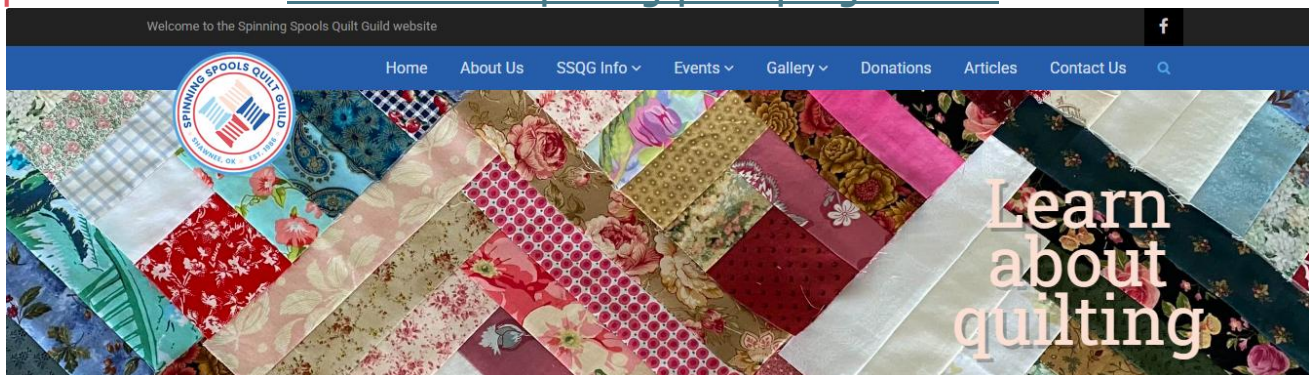 Welcome to the Spinning Spools Quilt Guild website
f
Home About Us SSQG Info Events Gallery Donations Articles Contact Us
SPINNING SPOOLS QUILT GUILD
SHAWNEE, OK EST. 1985
Learn
about
quilting